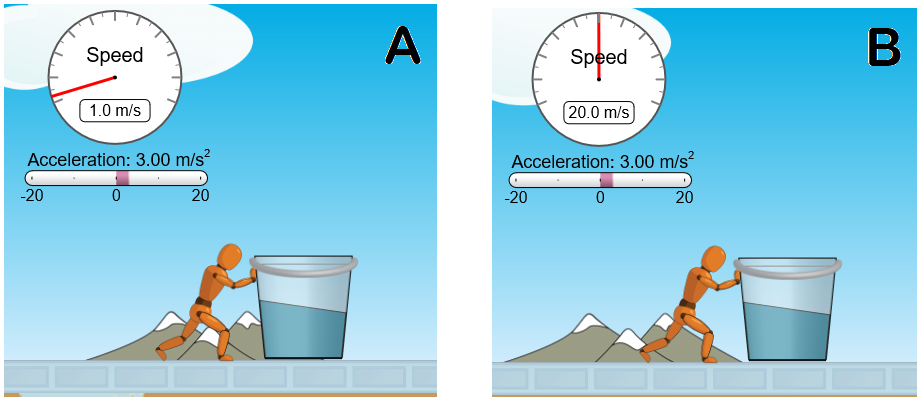 A
Speed
1.0 m/s
Acceleration: 3.00 m/s²
-20 0 20
B
Speed
20.0 m/s
Acceleration: 3.00 m/s²
-20 0 20